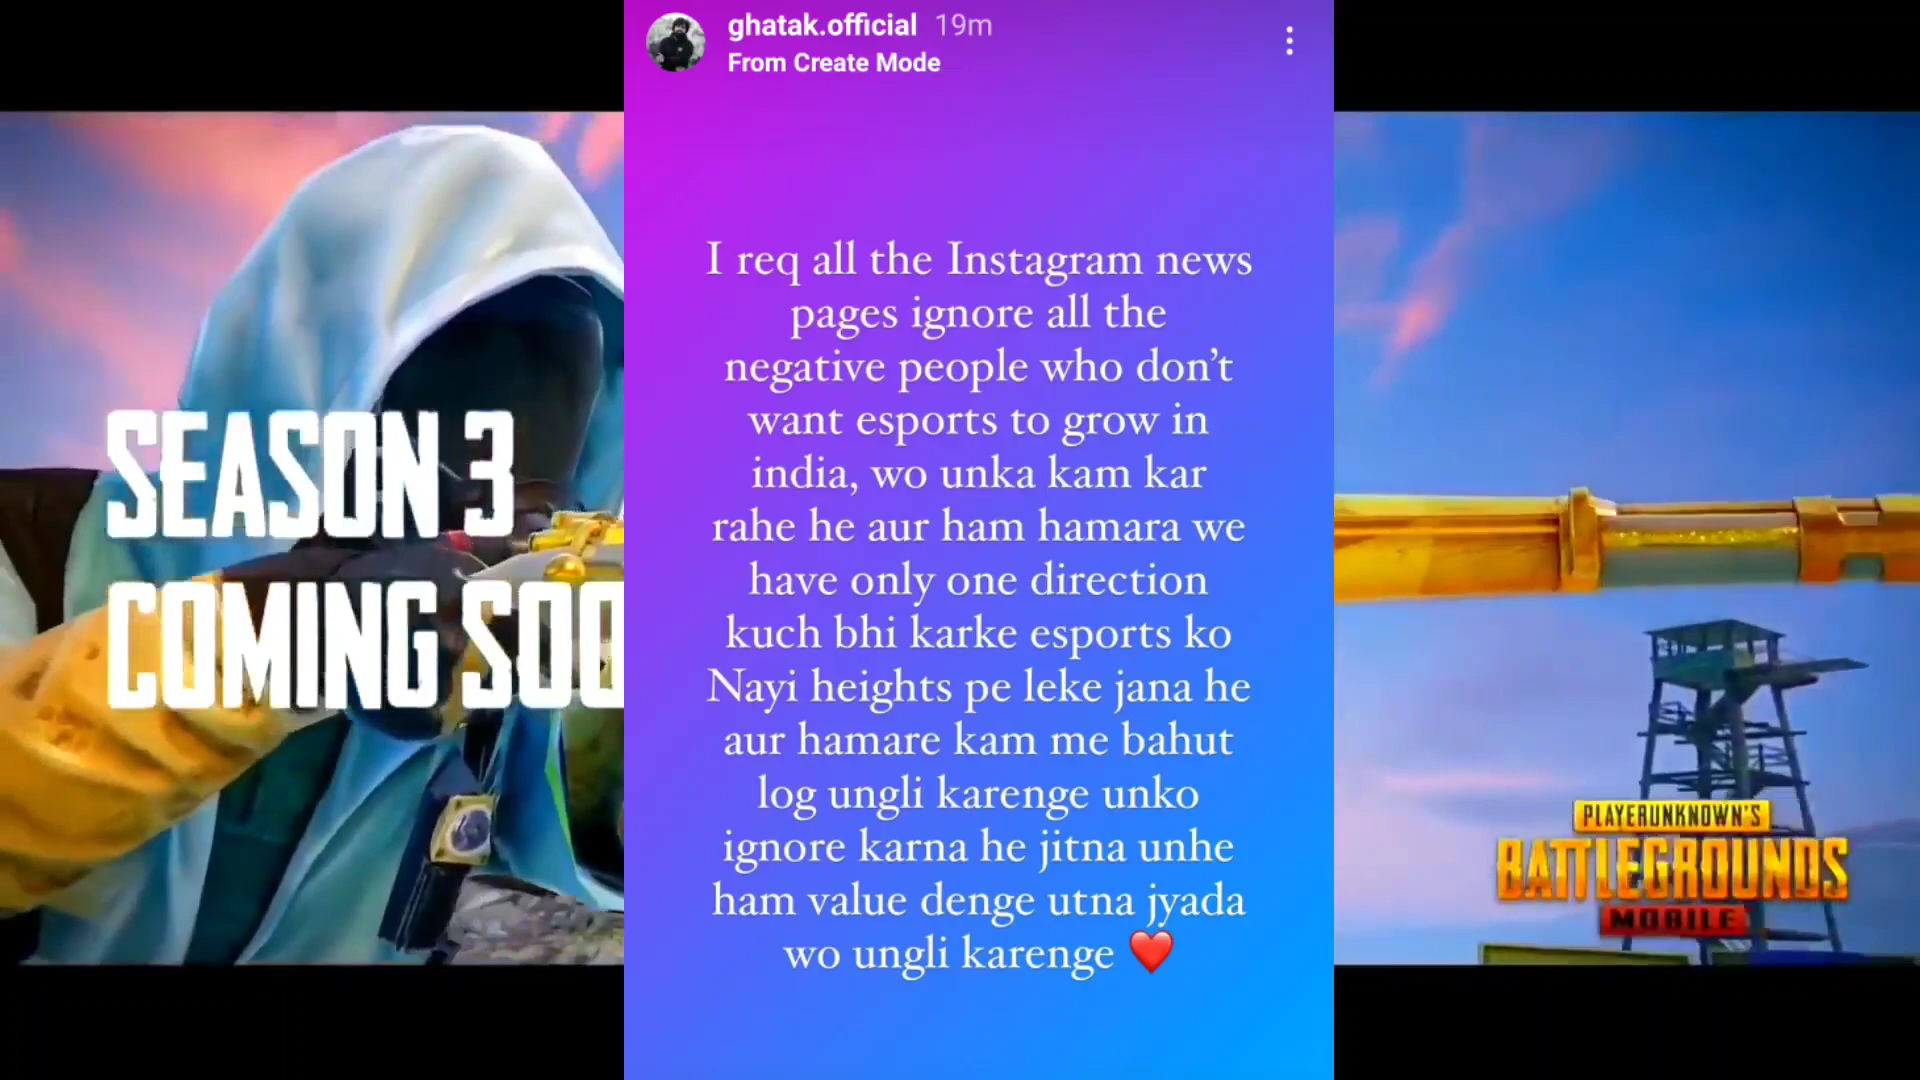 ghatak.official 19m
From Create Mode
I req all the Instagram news
pages ignore all the
negative people who don’t
want esports to grow in
india, wo unka kam kar
rahe he aur ham hamara we
have only one direction
kuch bhi karke esports ko
Nayi heights pe leke jana he
aur hamare kam me bahut
log ungli karenge unko
ignore karna he jitna unhe
ham value denge utna jyada
wo ungli karenge ❤️
SEASON 3
COMING SOO
PLAYERUNKNOWN'S
BATTLEGROUNDS
MOBILE